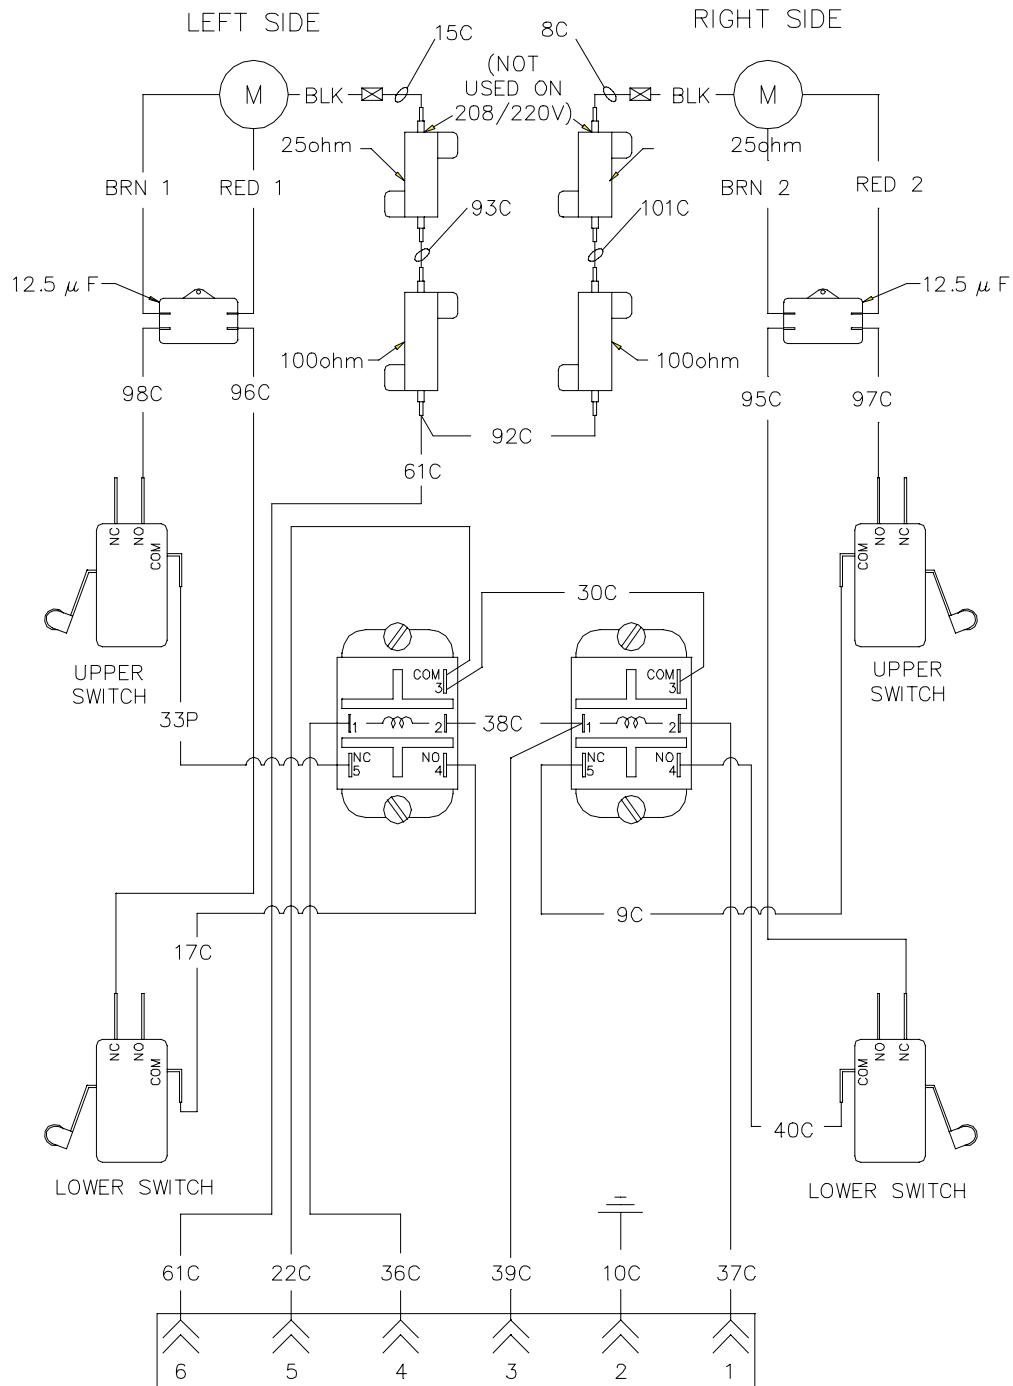 LEFT SIDE
RIGHT SIDE
15C
8C
(NOT
USED ON
208/220V)
M
BLK
BLK
M
25ohm
25ohm
BRN 1
RED 1
BRN 2
RED 2
93C
101C
12.5 μ F
12.5 μ F
100ohm
100ohm
98C
96C
95C
97C
92C
61C
NC
NO
COM
NO
NC
COM
30C
UPPER
SWITCH
UPPER
SWITCH
COM
3
COM
3
33P
1
2
38C
1
2
NC
5
NO
4
NC
5
NO
4
9C
17C
NC
NO
COM
NO
NC
COM
40C
LOWER SWITCH
LOWER SWITCH
61C
22C
36C
39C
10C
37C
6
5
4
3
2
1